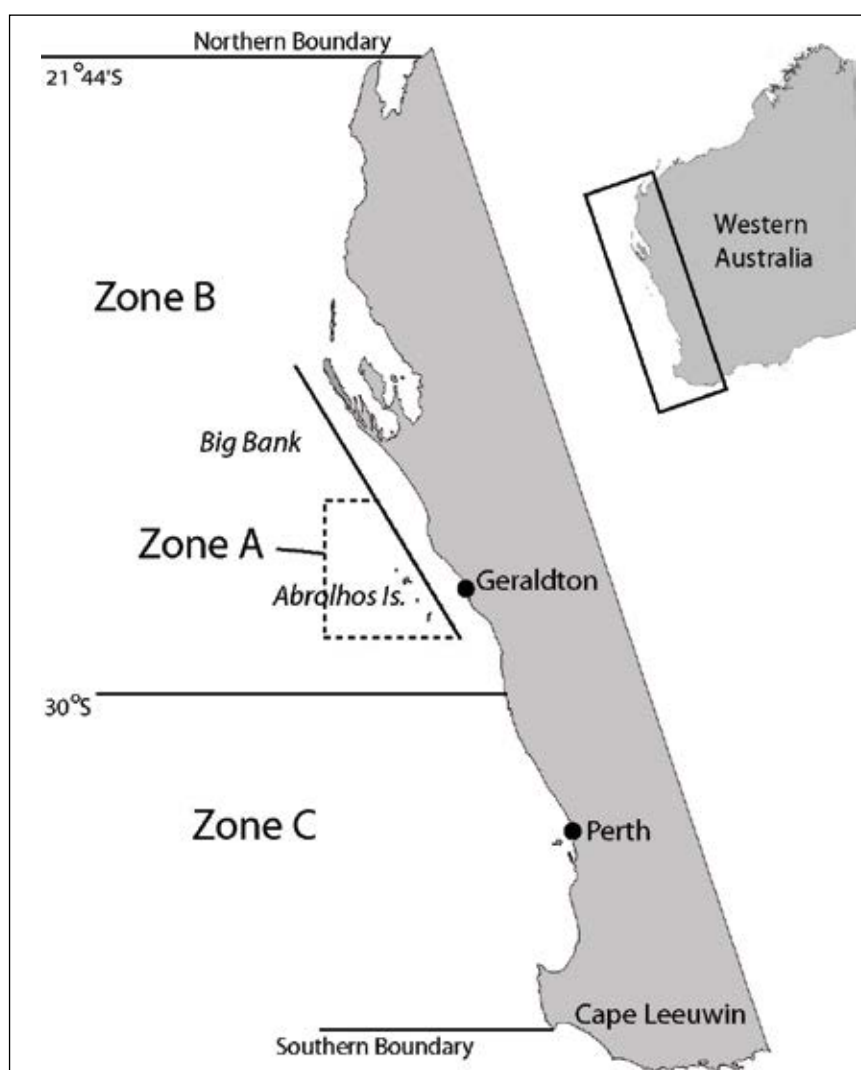 Northern Boundary
21°44'S
Western
Australia
Zone B
Big Bank
Zone A
Geraldton
Abrolhos Is.
30°S
Zone C
Perth
Cape Leeuwin
Southern Boundary